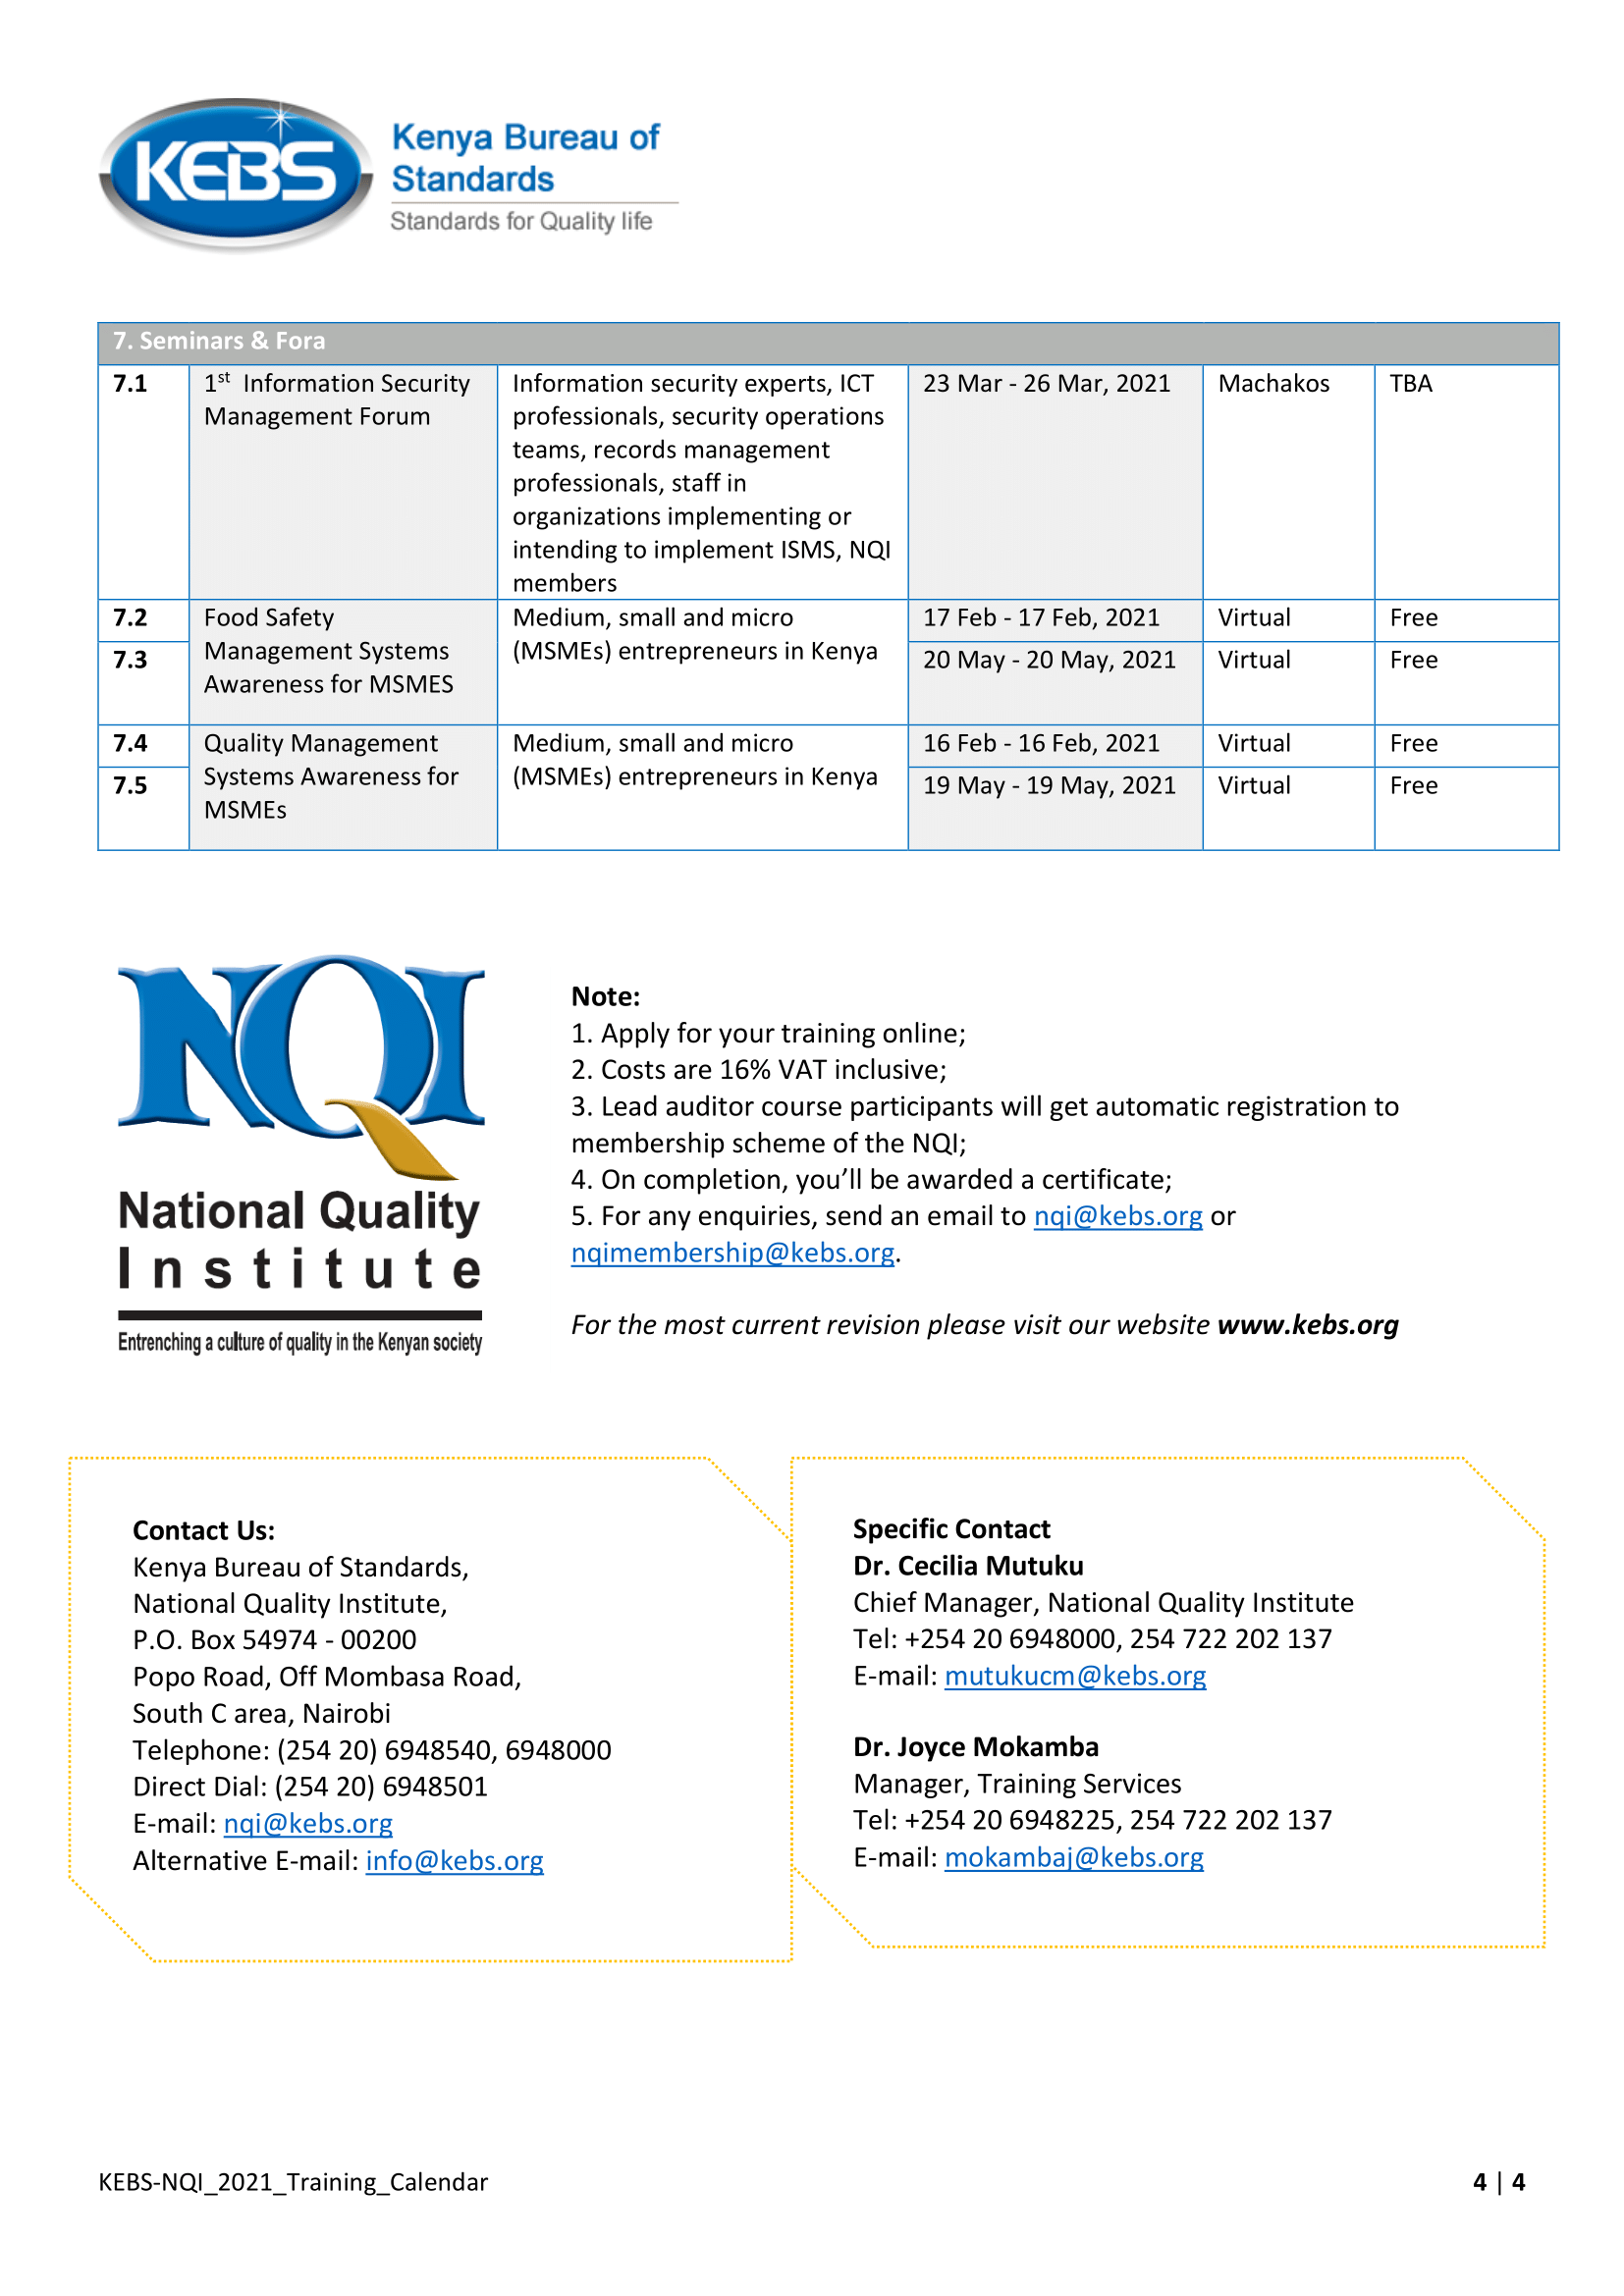 KEBS
Kenya Bureau of
Standards
Standards for Quality life
7. Seminars & Fora
7.1
1st Information Security
Management Forum
Information security experts, ICT
professionals, security operations
teams, records management
professionals, staff in
organizations implementing or
intending to implement ISMS, NQI
members
23 Mar - 26 Mar, 2021
Machakos
TBA
7.2
Food Safety
Management Systems
Awareness for MSMES
Medium, small and micro
(MSMEs) entrepreneurs in Kenya
17 Feb - 17 Feb, 2021
Virtual
Free
7.3
20 May - 20 May, 2021
Virtual
Free
7.4
Quality Management
Systems Awareness for
MSMEs
Medium, small and micro
(MSMEs) entrepreneurs in Kenya
16 Feb - 16 Feb, 2021
Virtual
Free
7.5
19 May - 19 May, 2021
Virtual
Free
NQI
National Quality
Institute
Entrenching a culture of quality in the Kenyan society
Note:
1. Apply for your training online;
2. Costs are 16% VAT inclusive;
3. Lead auditor course participants will get automatic registration to
membership scheme of the NQI;
4. On completion, you’ll be awarded a certificate;
5. For any enquiries, send an email to nqi@kebs.org or
nqimembership@kebs.org.
For the most current revision please visit our website www.kebs.org
Contact Us:
Kenya Bureau of Standards,
National Quality Institute,
P.O. Box 54974 - 00200
Popo Road, Off Mombasa Road,
South C area, Nairobi
Telephone: (254 20) 6948540, 6948000
Direct Dial: (254 20) 6948501
E-mail: nqi@kebs.org
Alternative E-mail: info@kebs.org
Specific Contact
Dr. Cecilia Mutuku
Chief Manager, National Quality Institute
Tel: +254 20 6948000, 254 722 202 137
E-mail: mutukucm@kebs.org
Dr. Joyce Mokamba
Manager, Training Services
Tel: +254 20 6948225, 254 722 202 137
E-mail: mokambaj@kebs.org
KEBS-NQI_2021_Training_Calendar
4 | 4